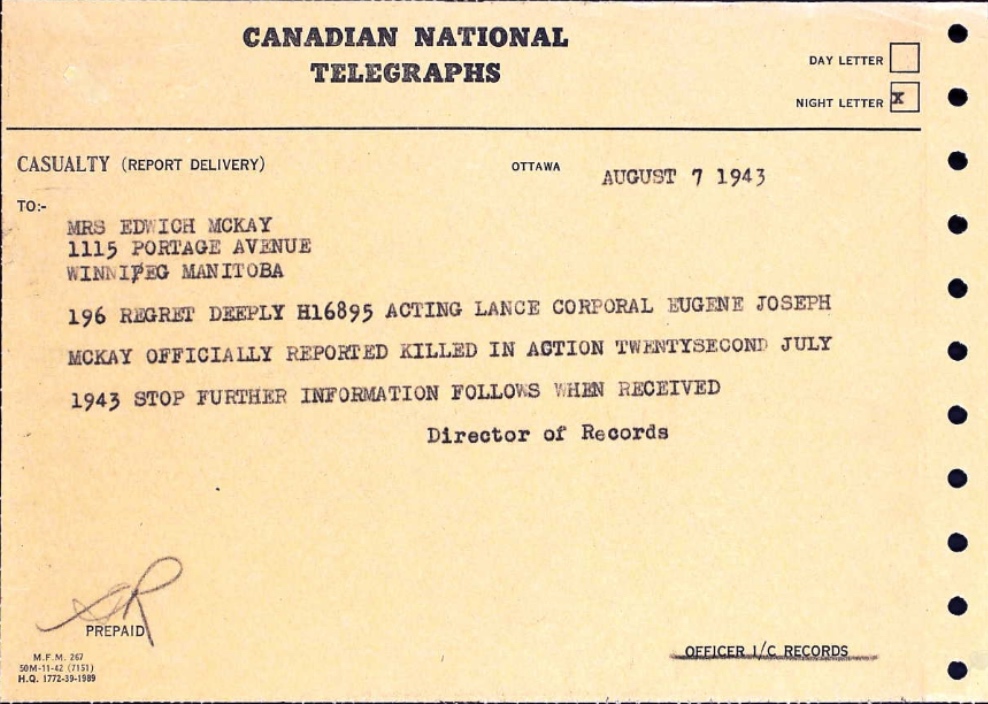 CANADIAN NATIONAL
TELEGRAPHS
DAY LETTER
NIGHT LETTER X
CASUALTY (REPORT DELIVERY) OTTAWA AUGUST 7 1943
TO:-
MRS EDWICH MCKAY
1115 PORTAGE AVENUE
WINNIPEG MANITOBA
196 REGRET DEEPLY H16895 ACTING LANCE CORPORAL EUGENE JOSEPH
MCKAY OFFICIALLY REPORTED KILLED IN ACTION TWENTYSECOND JULY
1943 STOP FURTHER INFORMATION FOLLOWS WHEN RECEIVED
Director of Records
PREPAID
M.F.M. 267
50M-11-42 (7151)
H.Q. 1772-39-1989
OFFICER I/C RECORDS